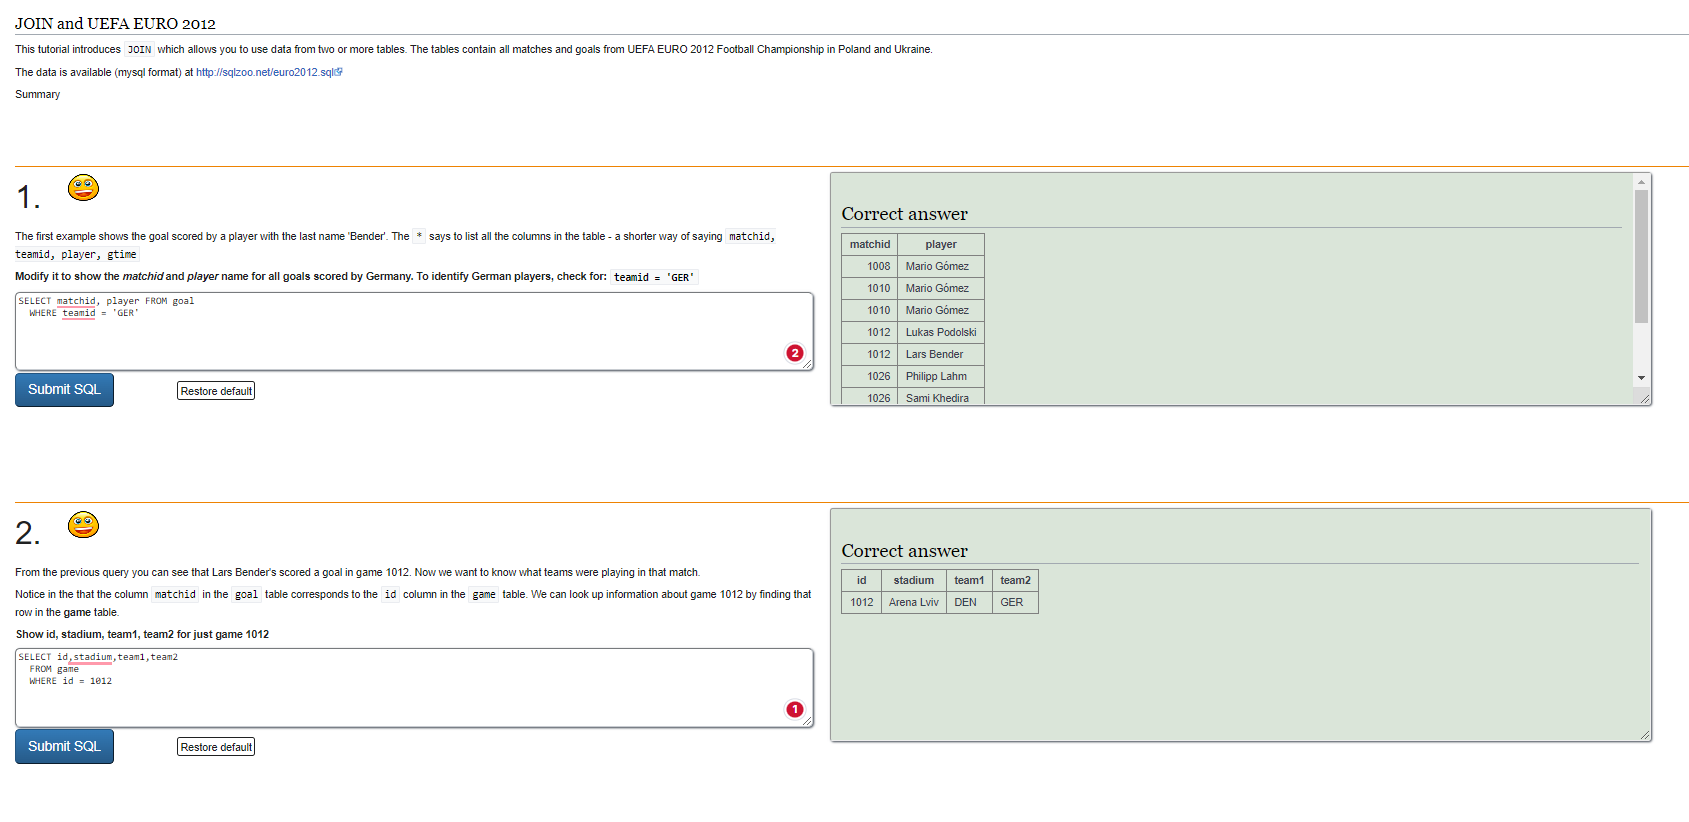 JOIN and UEFA EURO 2012
This tutorial introduces JOIN which allows you to use data from two or more tables. The tables contain all matches and goals from UEFA EURO 2012 Football Championship in Poland and Ukraine.
The data is available (mysql format) at http://sqlzoo.net/euro2012.sql
Summary
1.
The first example shows the goal scored by a player with the last name 'Bender'. The * says to list all the columns in the table - a shorter way of saying matchid,
teamid, player, gtime
Modify it to show the matchid and player name for all goals scored by Germany. To identify German players, check for: teamid = 'GER'
SELECT matchid, player FROM goal
WHERE teamid = 'GER'
2
Submit SQL
Restore default
Correct answer
matchid player
1008 Mario Gómez
1010 Mario Gómez
1010 Mario Gómez
1012 Lukas Podolski
1012 Lars Bender
1026 Philipp Lahm
1026 Sami Khedira
2.
From the previous query you can see that Lars Bender's scored a goal in game 1012. Now we want to know what teams were playing in that match.
Notice in the that the column matchid in the goal table corresponds to the id column in the game table. We can look up information about game 1012 by finding that
row in the game table.
Show id, stadium, team1, team2 for just game 1012
SELECT id,stadium,team1,team2
FROM game
WHERE id = 1012
1
Submit SQL
Restore default
Correct answer
id stadium team1 team2
1012 Arena Lviv DEN GER